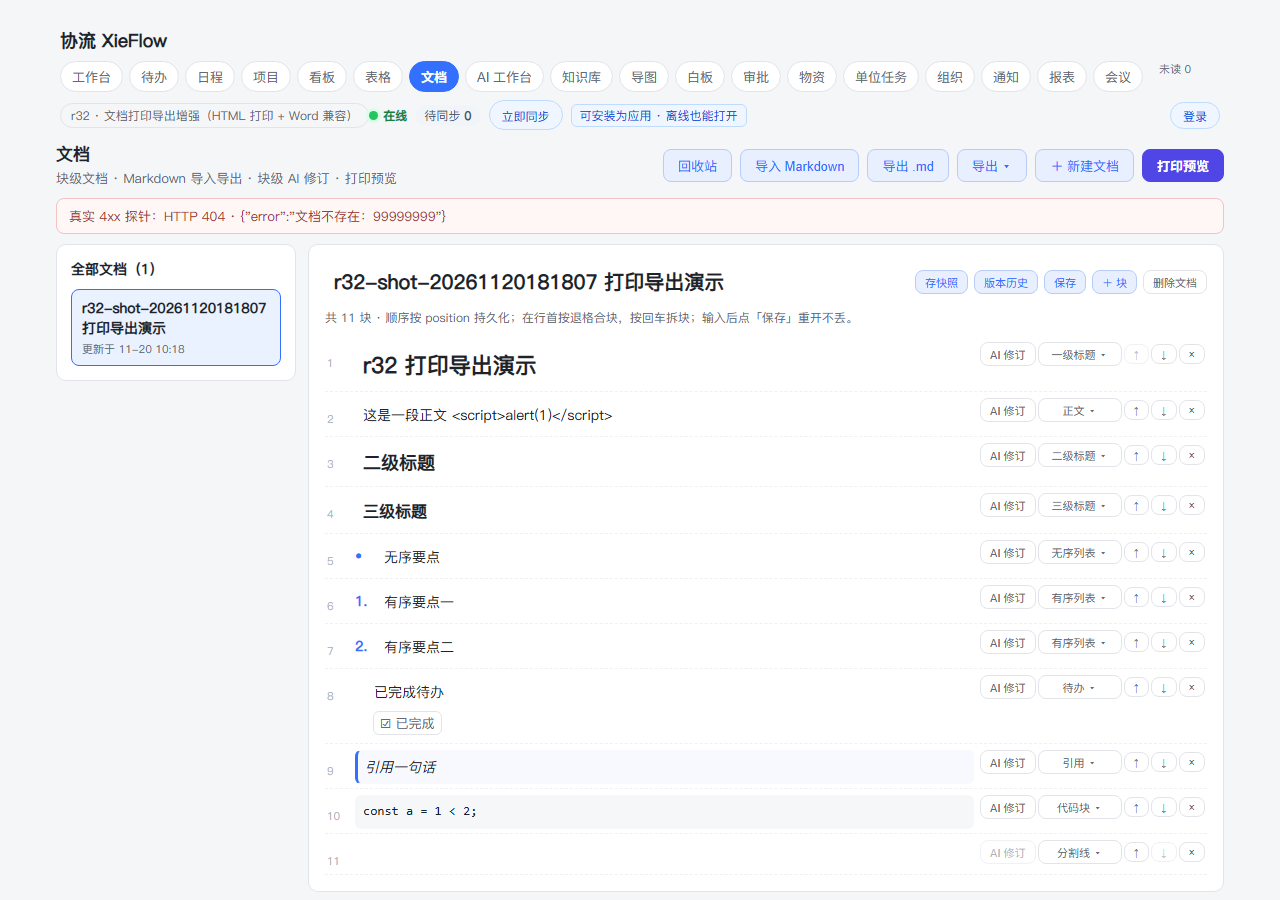 协流 XieFlow
工作台 待办 日程 项目 看板 表格 文档 AI 工作台 知识库 导图 白板 审批 物资 单位任务 组织 通知 报表 会议 未读 0
r32 · 文档打印导出增强（HTML 打印 + Word 兼容） 在线 待同步 0 立即同步 可安装为应用 · 离线也能打开 登录
文档
块级文档 · Markdown 导入导出 · 块级 AI 修订 · 打印预览
回收站 导入 Markdown 导出 .md 导出 ＋ 新建文档 打印预览
真实 4xx 探针：HTTP 404 · {"error":"文档不存在：99999999"}
全部文档（1）
r32-shot-20261120181807
打印导出演示
更新于 11-20 10:18
r32-shot-20261120181807 打印导出演示
存快照 版本历史 保存 ＋ 块 删除文档
共 11 块 · 顺序按 position 持久化；在行首按退格合块，按回车拆块；输入后点「保存」重开不丢。
1 r32 打印导出演示 AI 修订 一级标题 ↑ ↓ ×
2 这是一段正文 <script>alert(1)</script> AI 修订 正文 ↑ ↓ ×
3 二级标题 AI 修订 二级标题 ↑ ↓ ×
4 三级标题 AI 修订 三级标题 ↑ ↓ ×
5 • 无序要点 AI 修订 无序列表 ↑ ↓ ×
6 1. 有序要点一 AI 修订 有序列表 ↑ ↓ ×
7 2. 有序要点二 AI 修订 有序列表 ↑ ↓ ×
8 已完成待办 AI 修订 待办 ↑ ↓ ×
☑ 已完成
9 引用一句话 AI 修订 引用 ↑ ↓ ×
10 const a = 1 < 2; AI 修订 代码块 ↑ ↓ ×
11 AI 修订 分割线 ↑ ↓ ×